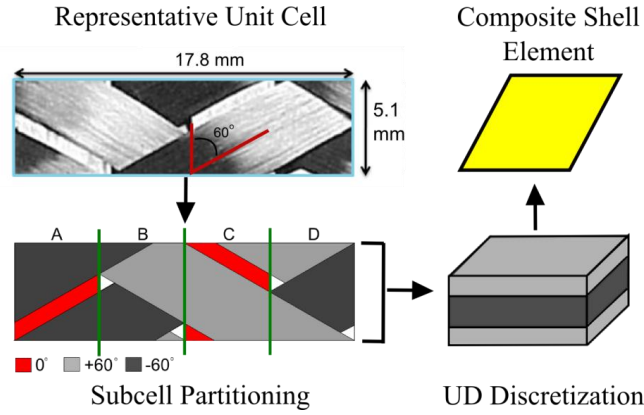 Representative Unit Cell
Composite Shell
Element
17.8 mm
5.1
mm
60°
A B C D
0° +60° -60°
Subcell Partitioning
UD Discretization